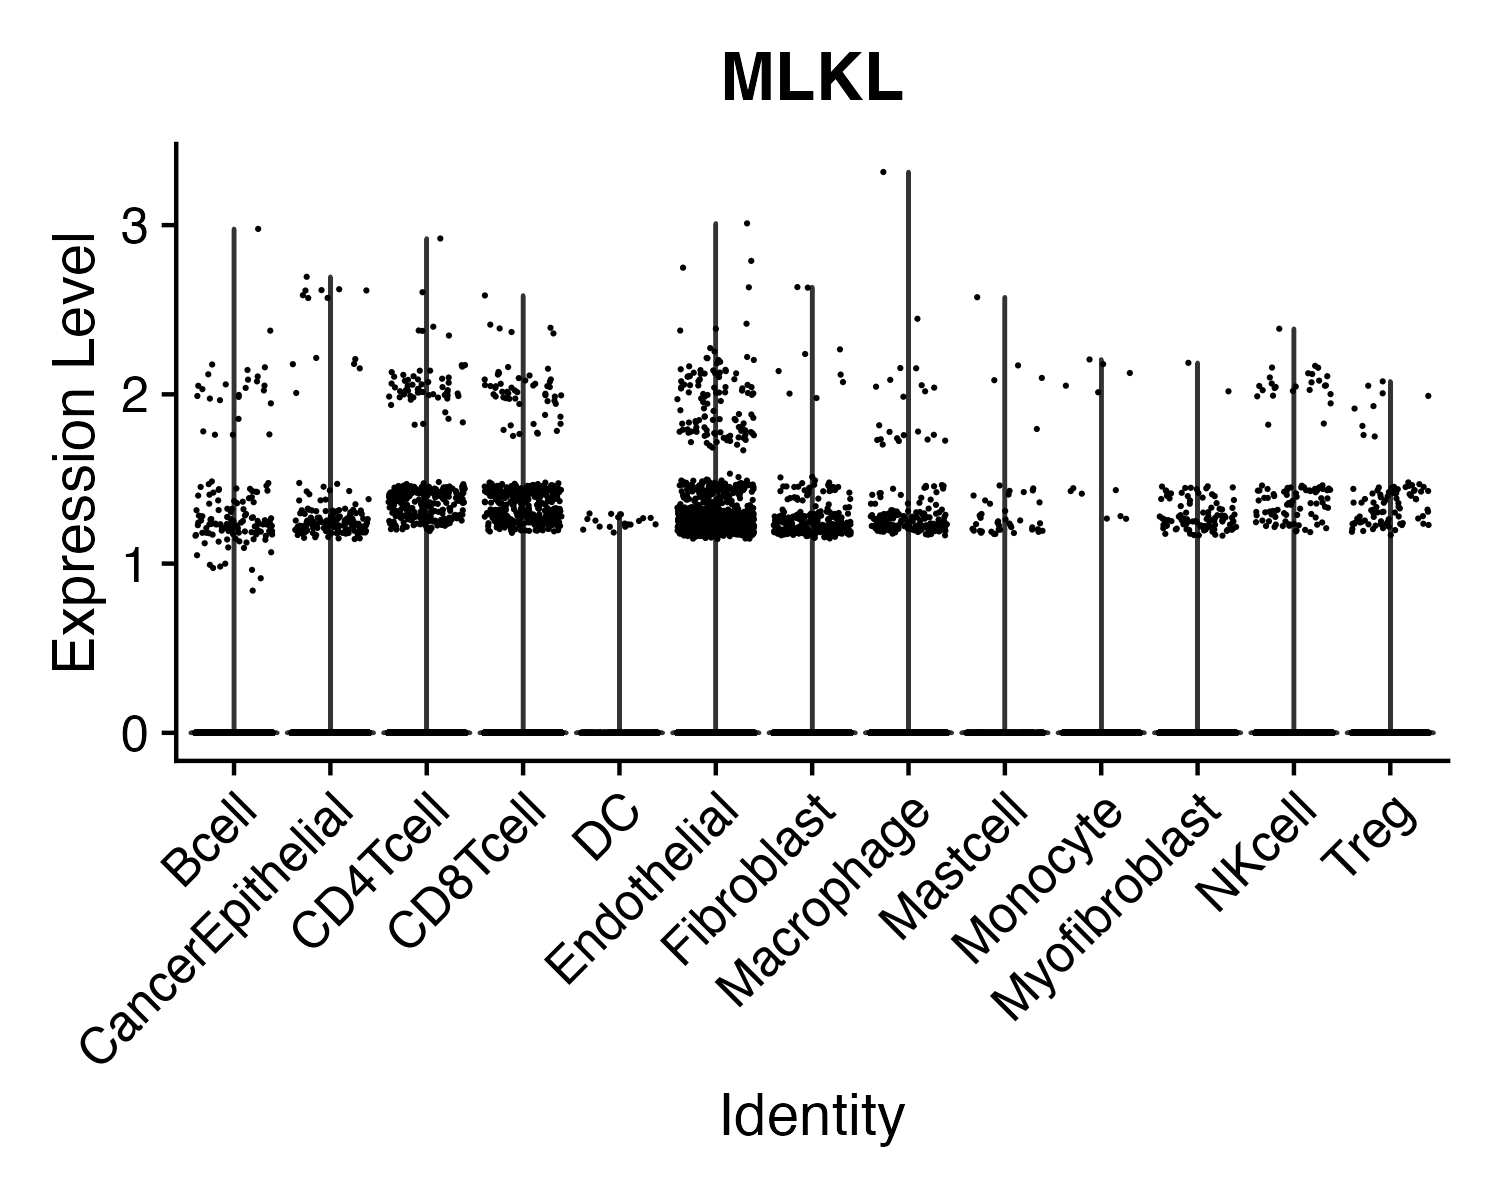 MLKL
Expression Level
3
2
1
0
Bcell
CancerEpithelial
CD4Tcell
CD8Tcell
DC
Endothelial
Fibroblast
Macrophage
Mastcell
Monocyte
Myofibroblast
NKcell
Treg
Identity